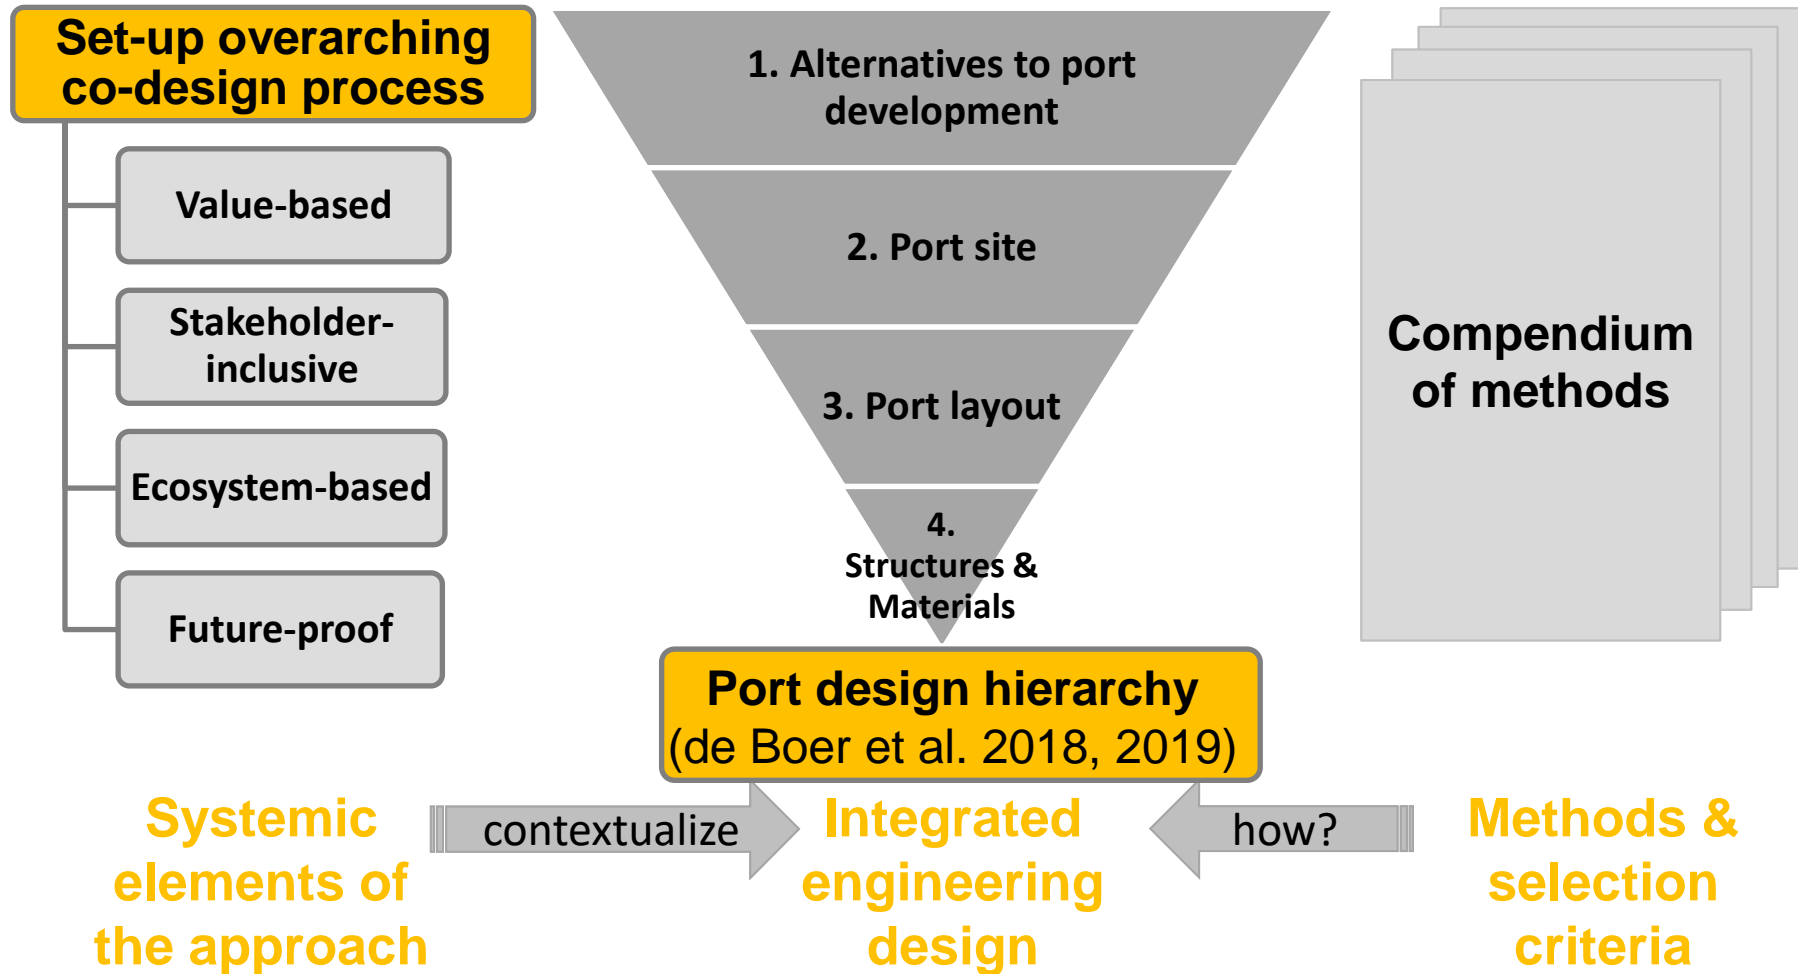 Set-up overarching
co-design process
Value-based
Stakeholder-
inclusive
Ecosystem-based
Future-proof
1. Alternatives to port
development
2. Port site
3. Port layout
4.
Structures &
Materials
Port design hierarchy
(de Boer et al. 2018, 2019)
Compendium
of methods
Systemic
elements of
the approach
contextualize
Integrated
engineering
design
how?
Methods &
selection
criteria